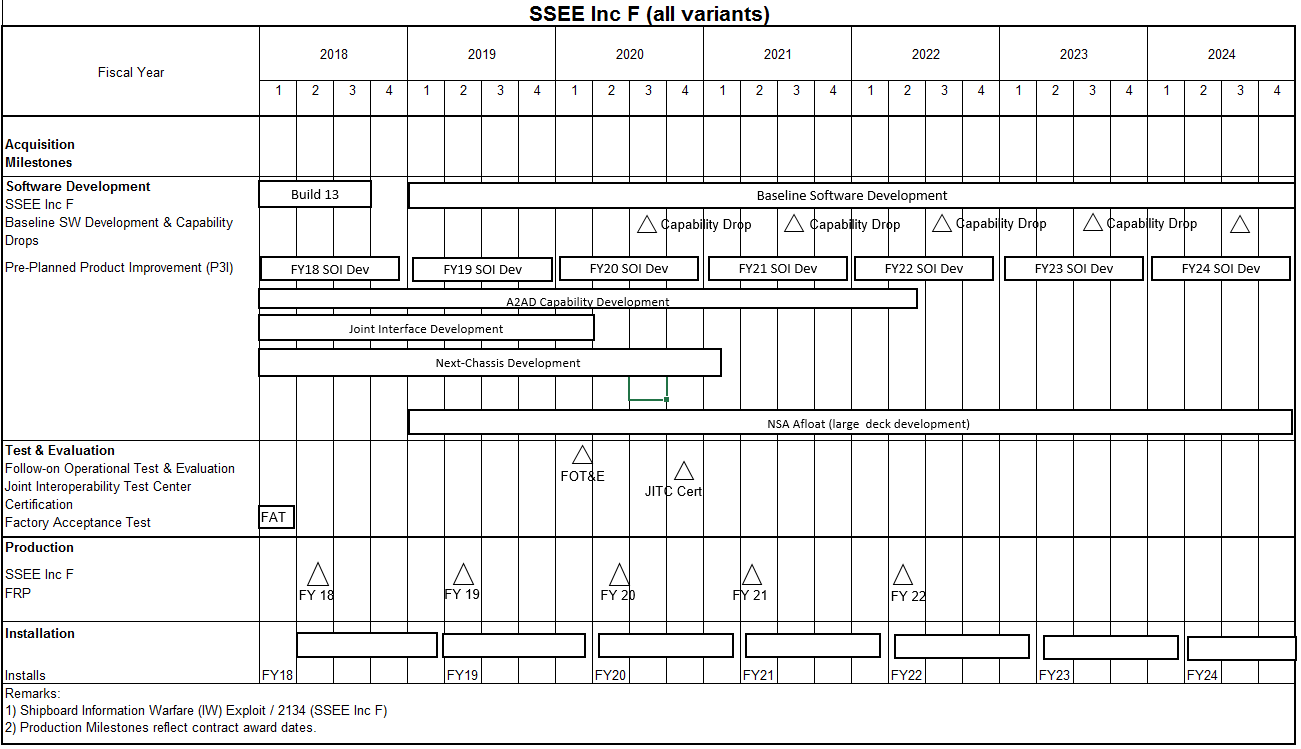 SSEE Inc F (all variants)
Fiscal Year
2018 2019 2020 2021 2022 2023 2024
1 2 3 4 1 2 3 4 1 2 3 4 1 2 3 4 1 2 3 4 1 2 3 4 1 2 3 4
Acquisition
Milestones
Software Development
SSEE Inc F
Build 13 Baseline Software Development
Baseline SW Development & Capability
Drops
Capability Drop Capability Drop Capability Drop Capability Drop
Pre-Planned Product Improvement (P3I)
FY18 SOI Dev FY19 SOI Dev FY20 SOI Dev FY21 SOI Dev FY22 SOI Dev FY23 SOI Dev FY24 SOI Dev
A2AD Capability Development
Joint Interface Development
Next-Chassis Development
NSA Afloat (large deck development)
Test & Evaluation
Follow-on Operational Test & Evaluation
FOT&E
Joint Interoperability Test Center
Certification
JITC Cert
Factory Acceptance Test
FAT
Production
SSEE Inc F
FRP
FY 18 FY 19 FY 20 FY 21 FY 22
Installation
Installs
FY18 FY19 FY20 FY21 FY22 FY23 FY24
Remarks:
1) Shipboard Information Warfare (IW) Exploit / 2134 (SSEE Inc F)
2) Production Milestones reflect contract award dates.